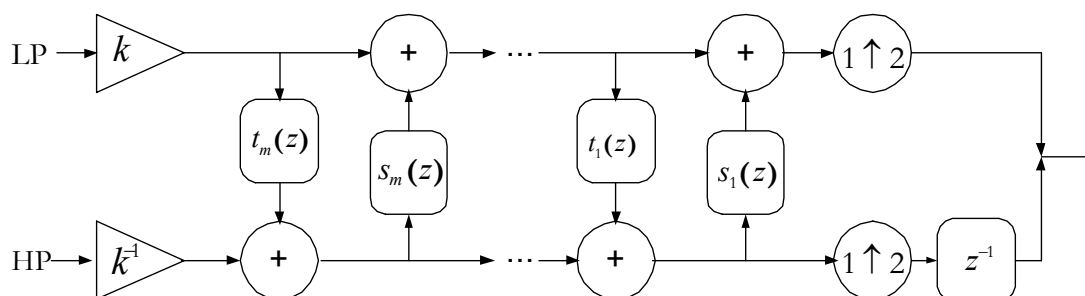 LP k + ... + 1↑2
t_m(z) s_m(z) t_1(z) s_1(z)
HP k^-1 + ... + 1↑2 z^-1